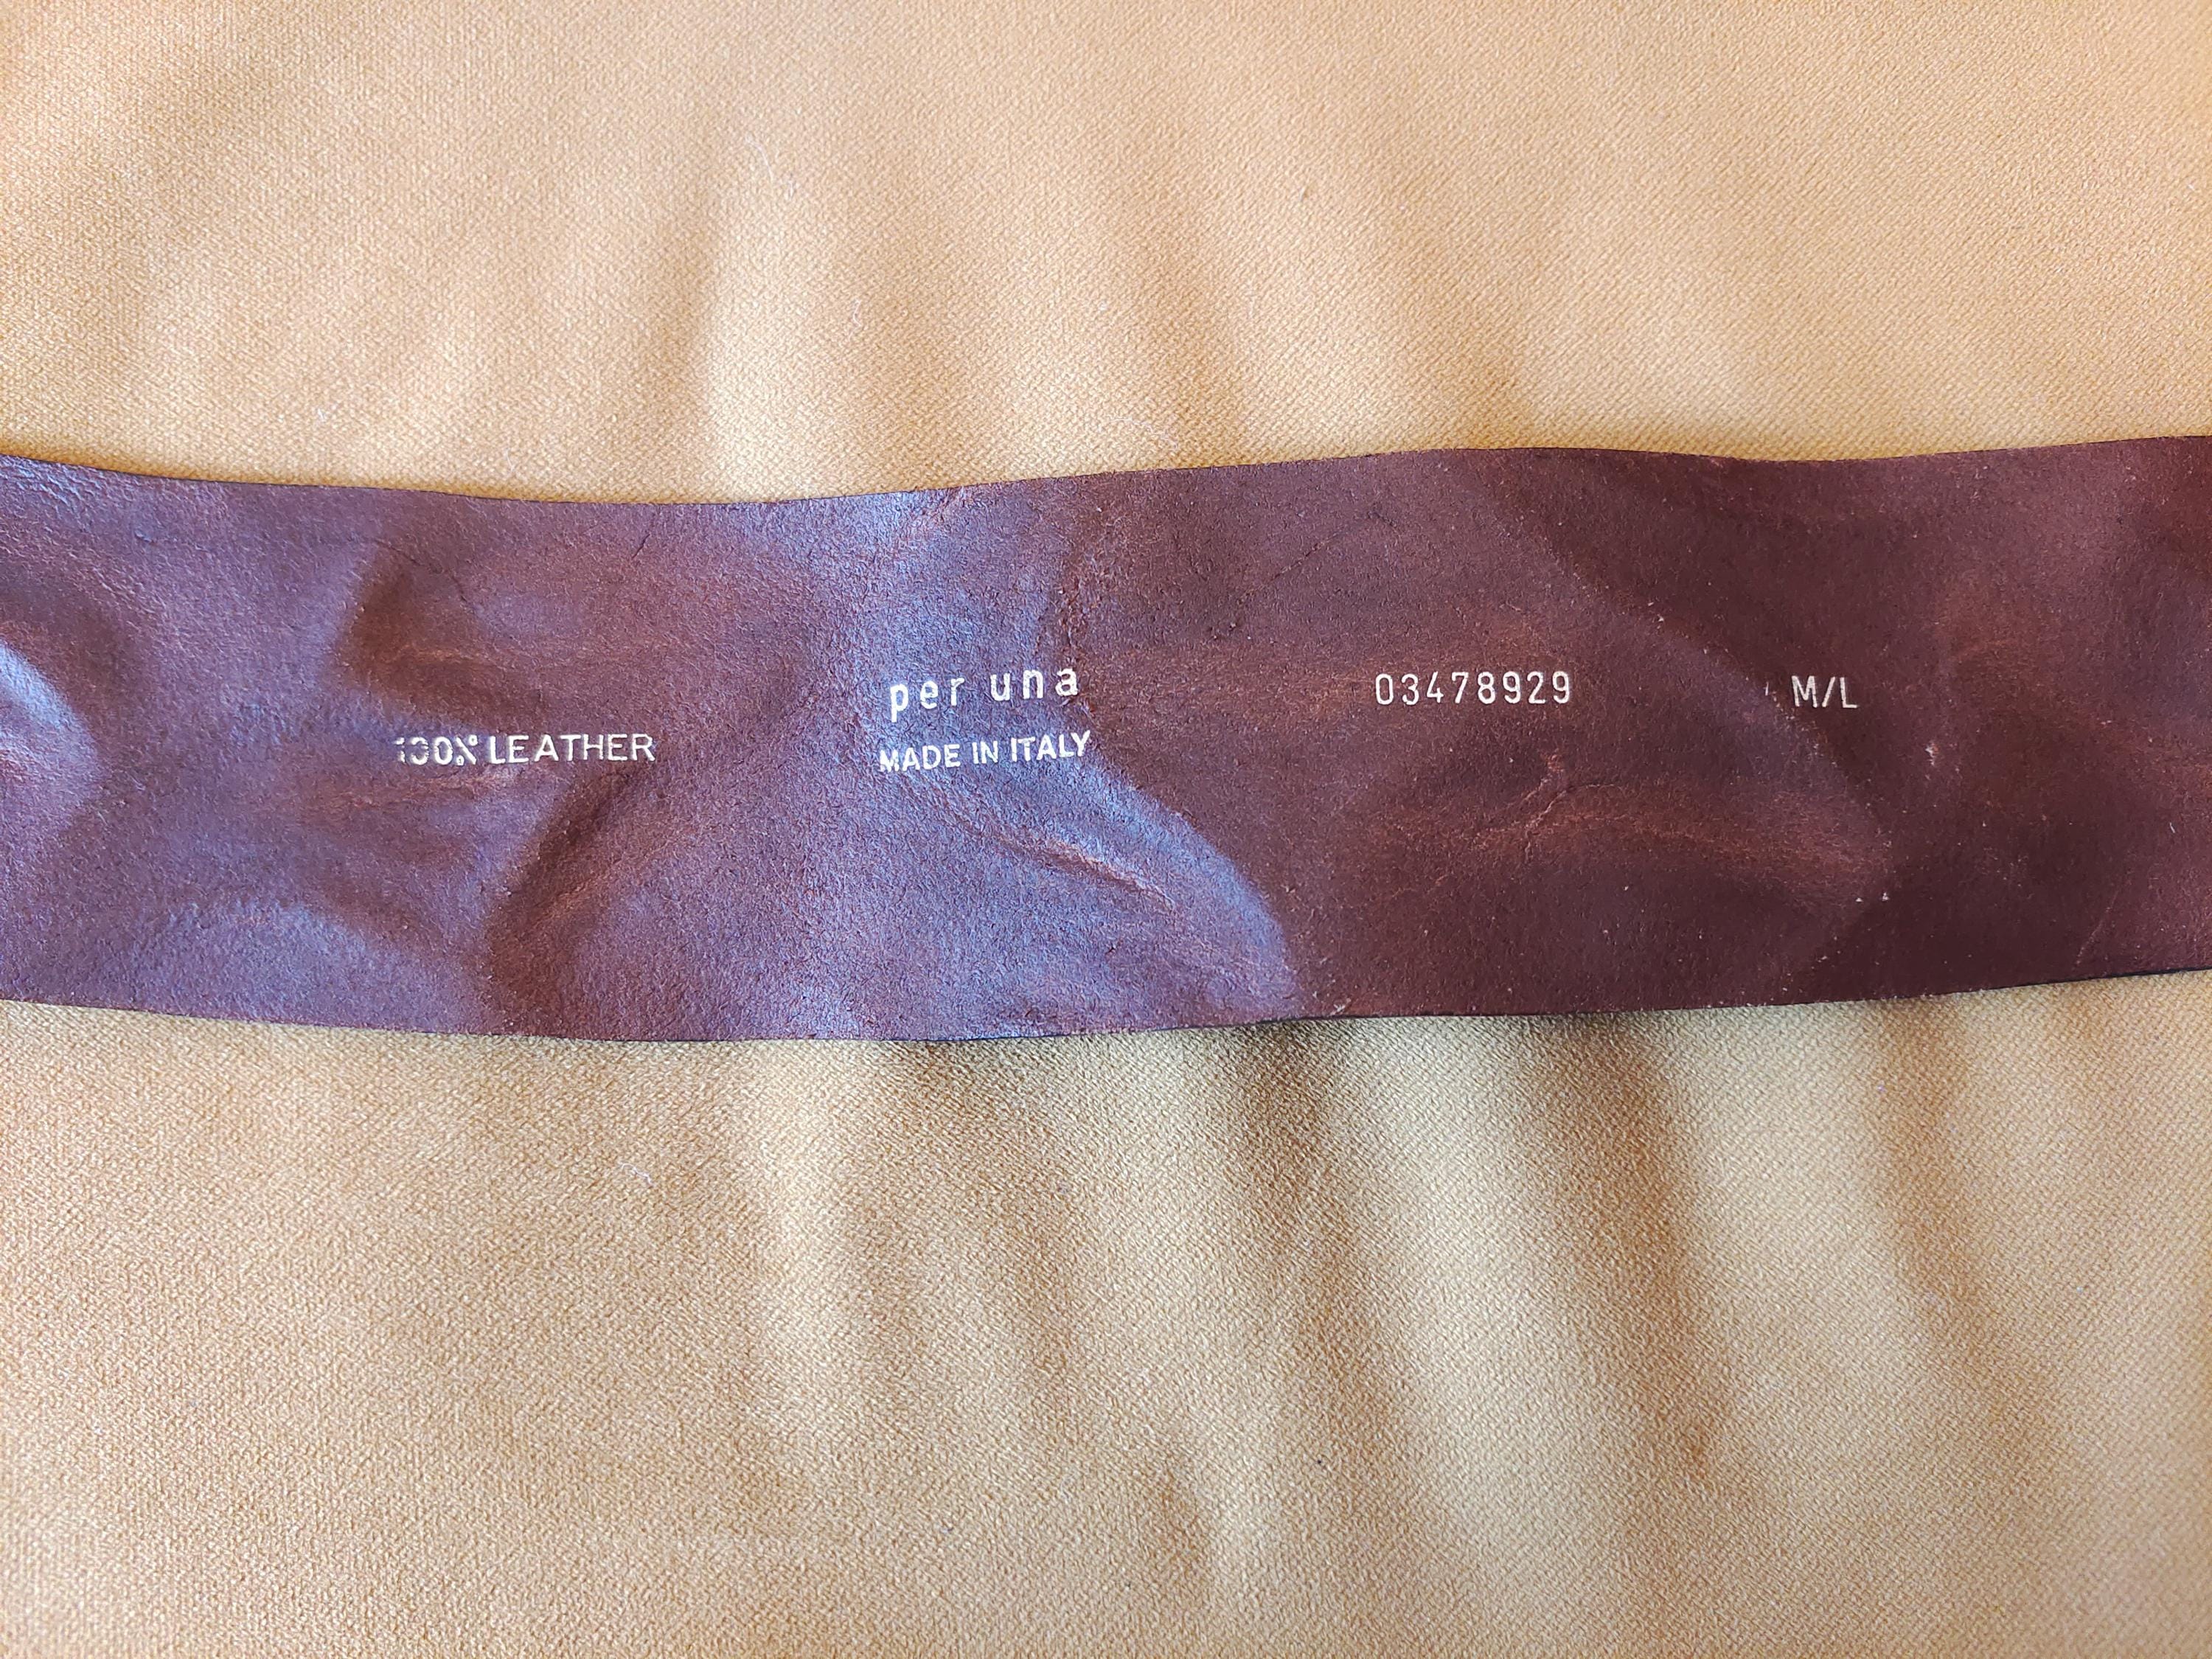 100% LEATHER
per una
MADE IN ITALY
03478929
M/L